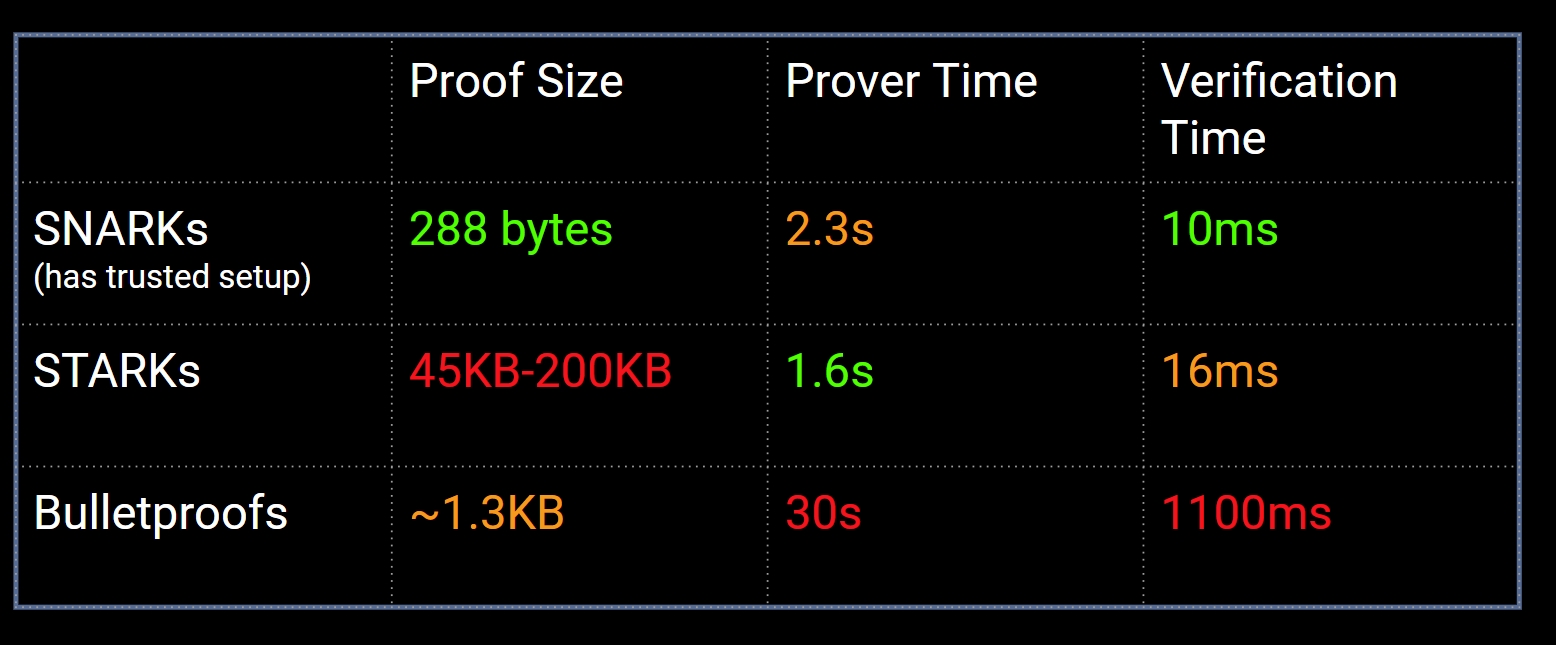 Proof Size
Prover Time
Verification
Time
SNARKs
(has trusted setup)
288 bytes
2.3s
10ms
STARKs
45KB-200KB
1.6s
16ms
Bulletproofs
~1.3KB
30s
1100ms